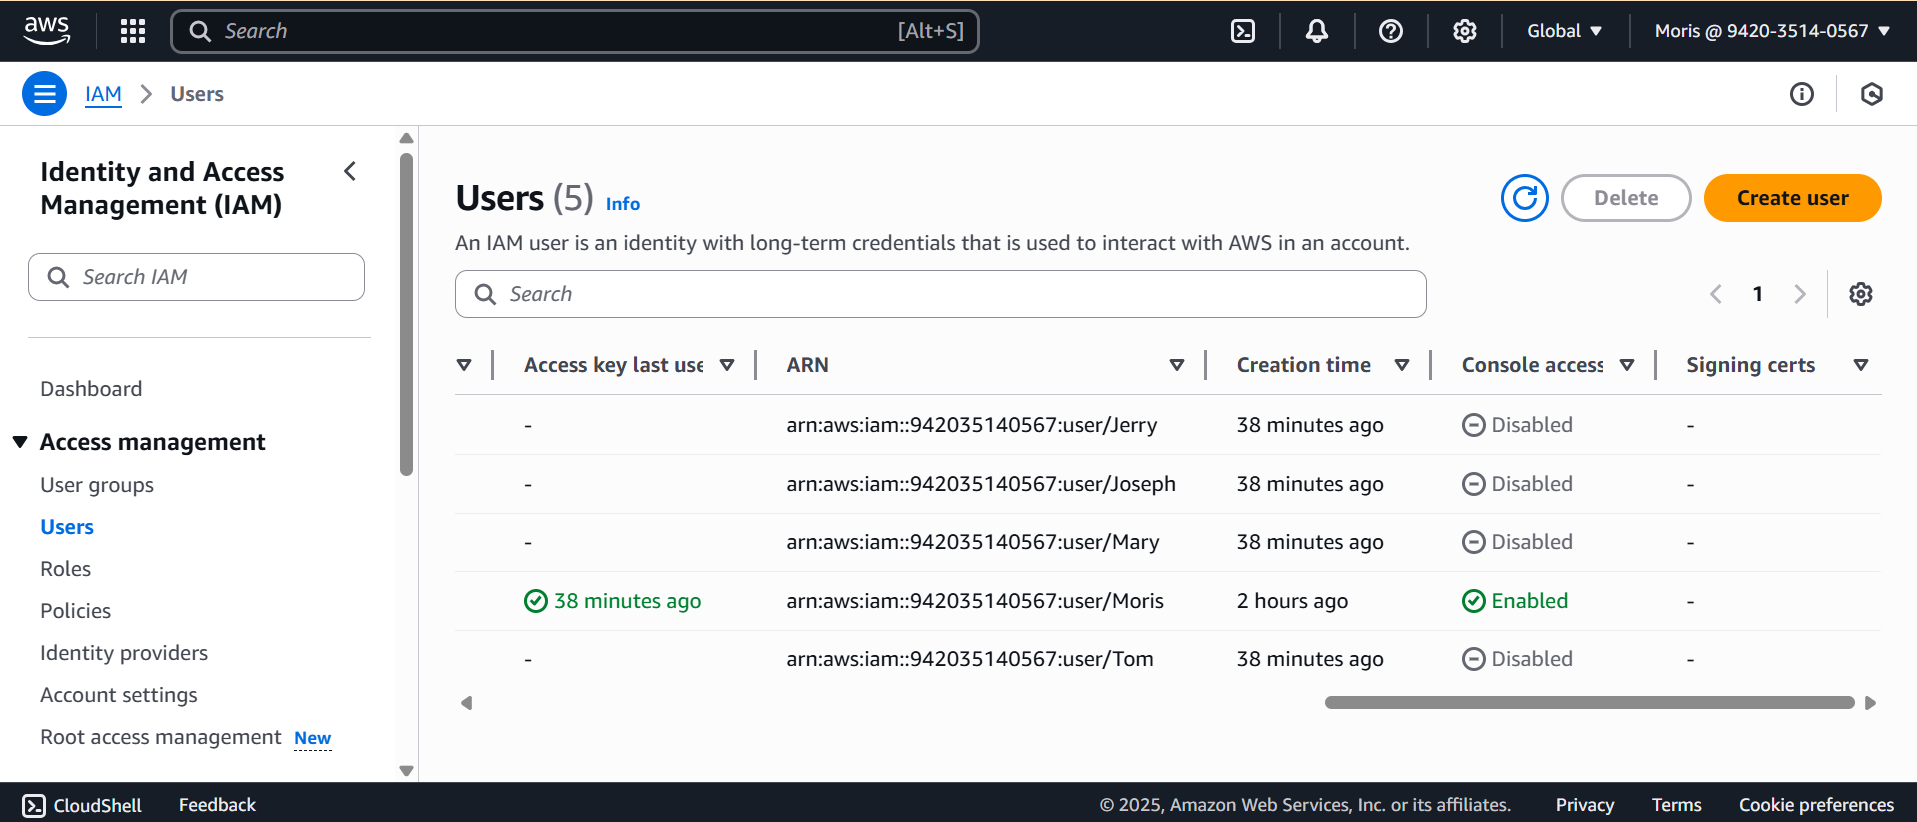 aws
Search [Alt+S]
Global
Moris @ 9420-3514-0567
IAM
Users
Identity and Access
Management (IAM)
Search IAM
Dashboard
Access management
User groups
Users
Roles
Policies
Identity providers
Account settings
Root access management New
Users (5) Info
Delete
Create user
An IAM user is an identity with long-term credentials that is used to interact with AWS in an account.
Search
1
Access key last use ARN Creation time Console access Signing certs
- arn:aws:iam::942035140567:user/Jerry 38 minutes ago Disabled -
- arn:aws:iam::942035140567:user/Joseph 38 minutes ago Disabled -
- arn:aws:iam::942035140567:user/Mary 38 minutes ago Disabled -
38 minutes ago arn:aws:iam::942035140567:user/Moris 2 hours ago Enabled -
- arn:aws:iam::942035140567:user/Tom 38 minutes ago Disabled -
CloudShell Feedback © 2025, Amazon Web Services, Inc. or its affiliates. Privacy Terms Cookie preferences